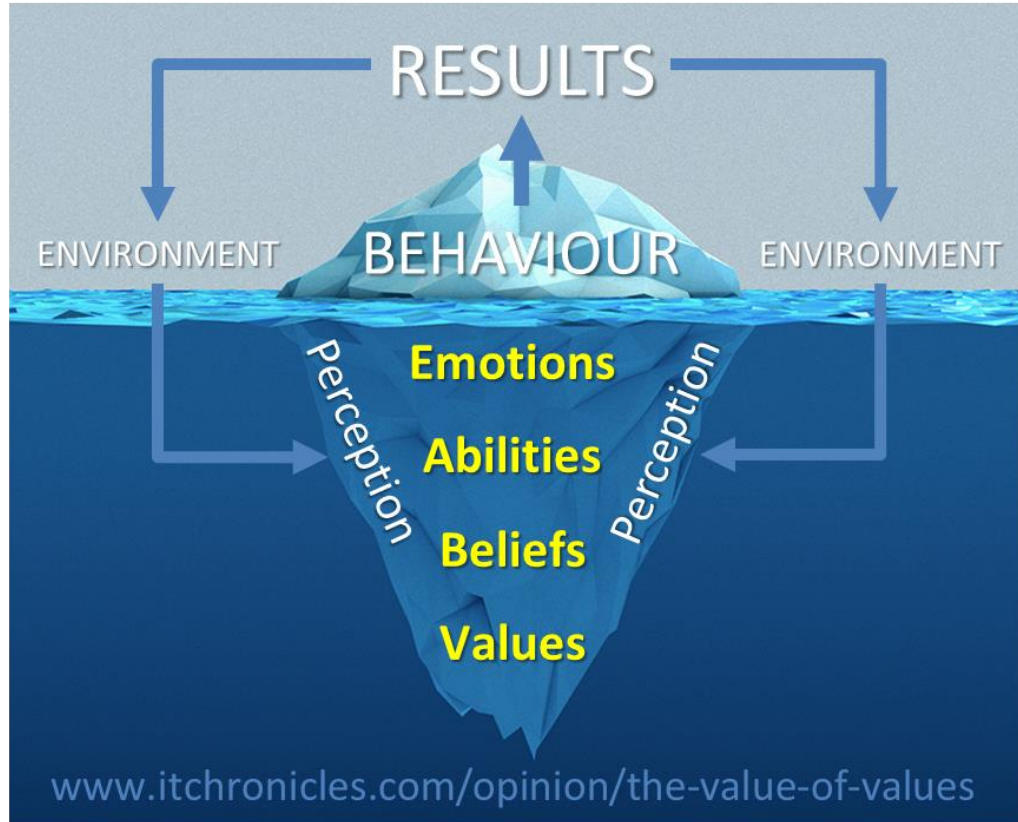 RESULTS
ENVIRONMENT
BEHAVIOUR
ENVIRONMENT
Perception
Emotions
Perception
Abilities
Beliefs
Values
www.itchronicles.com/opinion/the-value-of-values